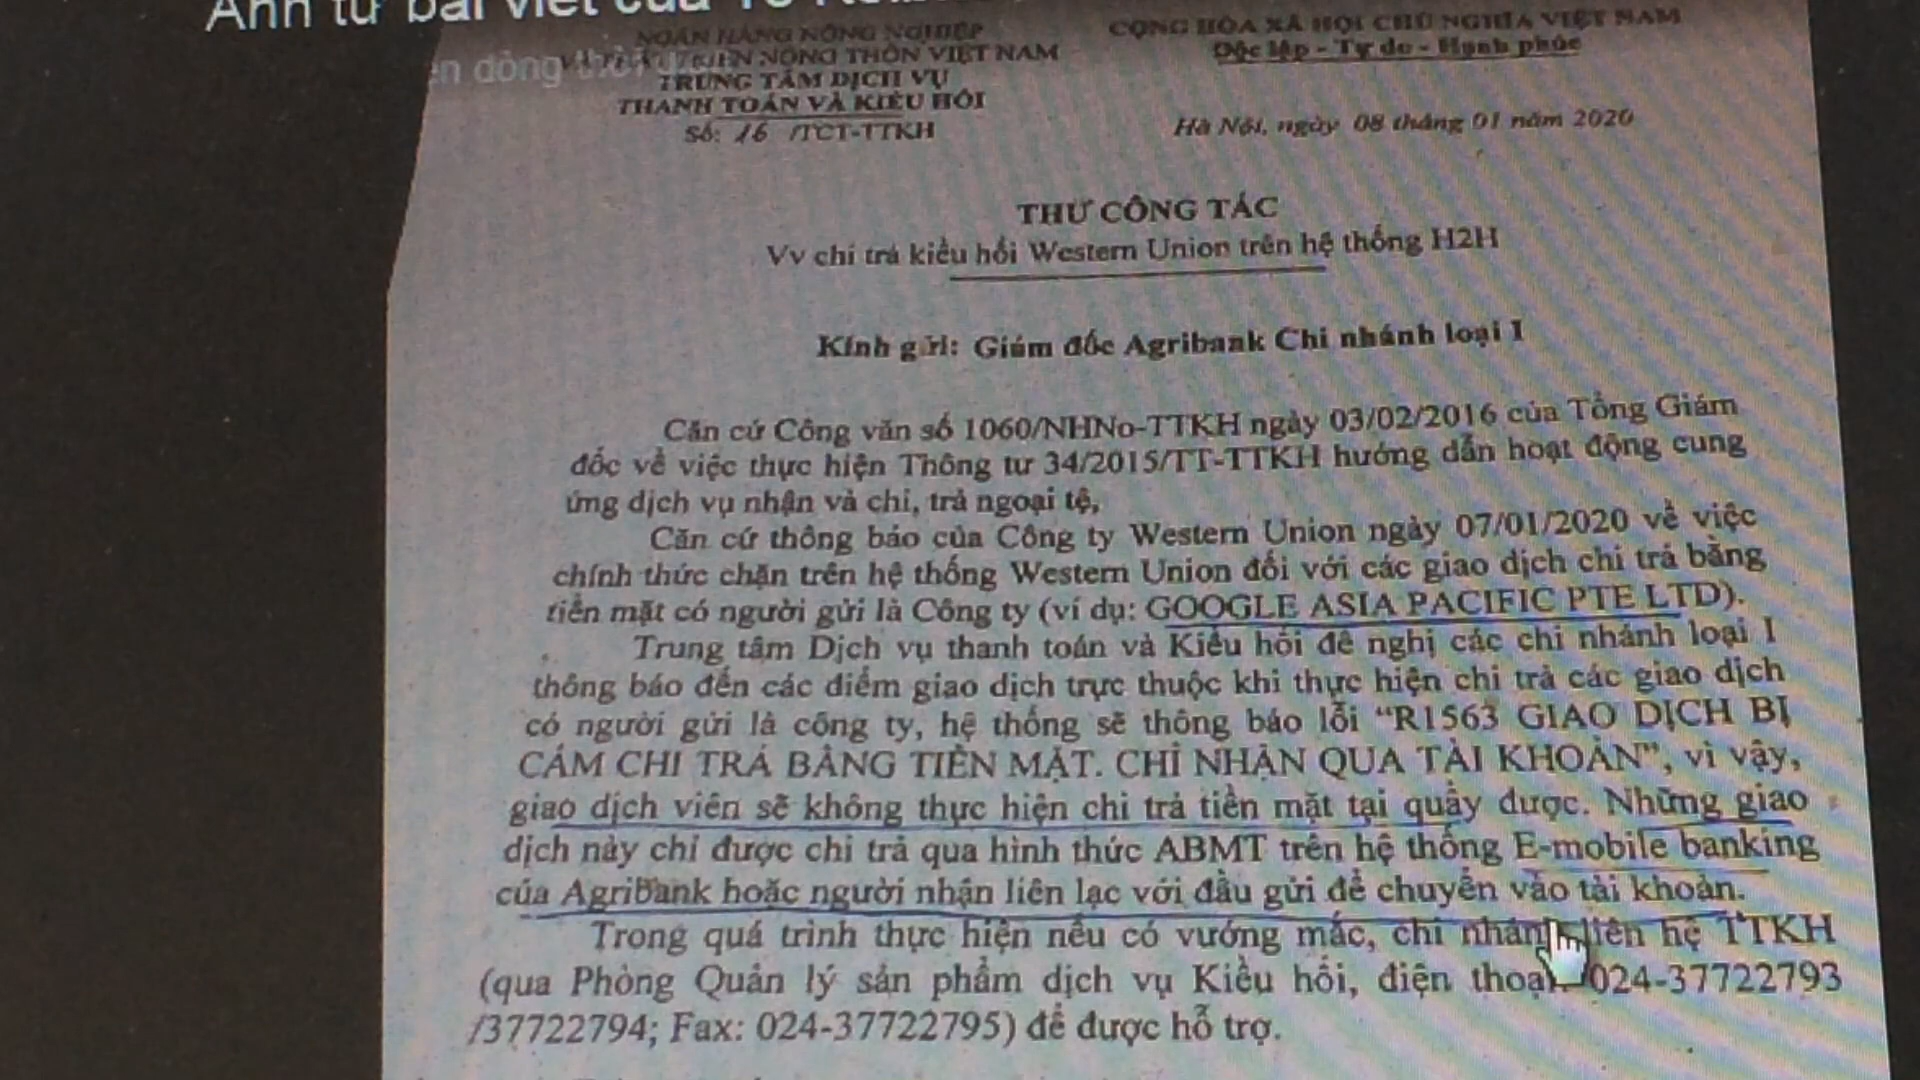 Ảnh từ bài viết của
NGÂN HÀNG NÔNG NGHIỆP
VÀ PHÁT TRIỂN NÔNG THÔN VIỆT NAM
TRUNG TÂM DỊCH VỤ
THANH TOÁN VÀ KIỀU HỐI
Số: 16 /TCT-TTKH
CỘNG HÒA XÃ HỘI CHỦ NGHĨA VIỆT NAM
Độc lập - Tự do - Hạnh phúc
Hà Nội, ngày 08 tháng 01 năm 2020
THƯ CÔNG TÁC
Vv chi trả kiều hối Western Union trên hệ thống H2H
Kính gửi: Giám đốc Agribank Chi nhánh loại I
Căn cứ Công văn số 1060/NHNo-TTKH ngày 03/02/2016 của Tổng Giám
đốc về việc thực hiện Thông tư 34/2015/TT-TTKH hướng dẫn hoạt động cung
ứng dịch vụ nhận và chi, trả ngoại tệ,
Căn cứ thông báo của Công ty Western Union ngày 07/01/2020 về việc
chính thức chặn trên hệ thống Western Union đối với các giao dịch chi trả bằng
tiền mặt có người gửi là Công ty (ví dụ: GOOGLE ASIA PACIFIC PTE LTD).
Trung tâm Dịch vụ thanh toán và Kiều hối đề nghị các chi nhánh loại I
thông báo đến các điểm giao dịch trực thuộc khi thực hiện chi trả các giao dịch
có người gửi là công ty, hệ thống sẽ thông báo lỗi “R1563 GIAO DỊCH BỊ
CẤM CHI TRẢ BẰNG TIỀN MẶT. CHỈ NHẬN QUA TÀI KHOẢN”, vì vậy,
giao dịch viên sẽ không thực hiện chi trả tiền mặt tại quầy được. Những giao
dịch này chỉ được chi trả qua hình thức ABMT trên hệ thống E-mobile banking
của Agribank hoặc người nhận liên lạc với đầu gửi để chuyển vào tài khoản.
Trong quá trình thực hiện nếu có vướng mắc, chi nhánh liên hệ TTKH
(qua Phòng Quản lý sản phẩm dịch vụ Kiều hối, điện thoại: 024-37722793
/37722794; Fax: 024-37722795) để được hỗ trợ.